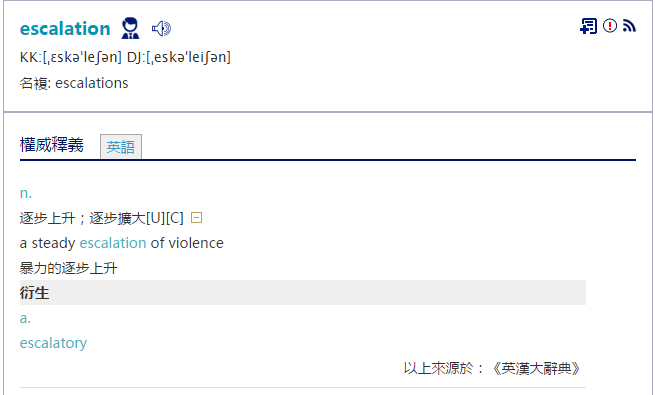 escalation
KK:[ˌɛskəˈleʃən] DJ:[ˌeskəˈleiʃən]
名複: escalations
權威釋義 英語
n.
逐步上升；逐步擴大[U][C]
a steady escalation of violence
暴力的逐步上升
衍生
a.
escalatory
以上來源於：《英漢大辭典》